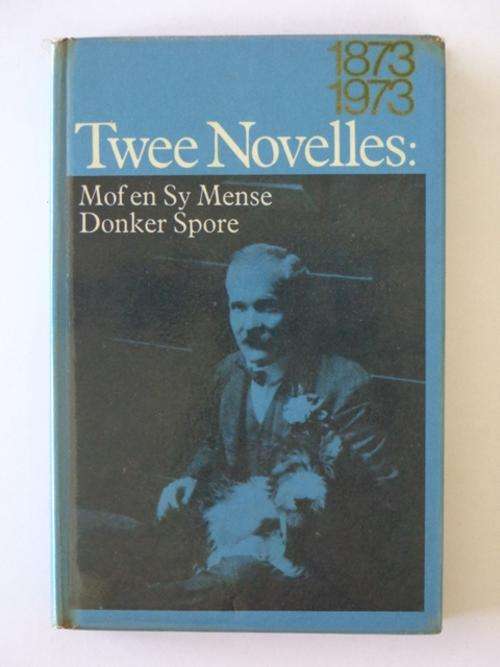 1873
1973
Twee Novelles:
Mof en Sy Mense
Donker Spore